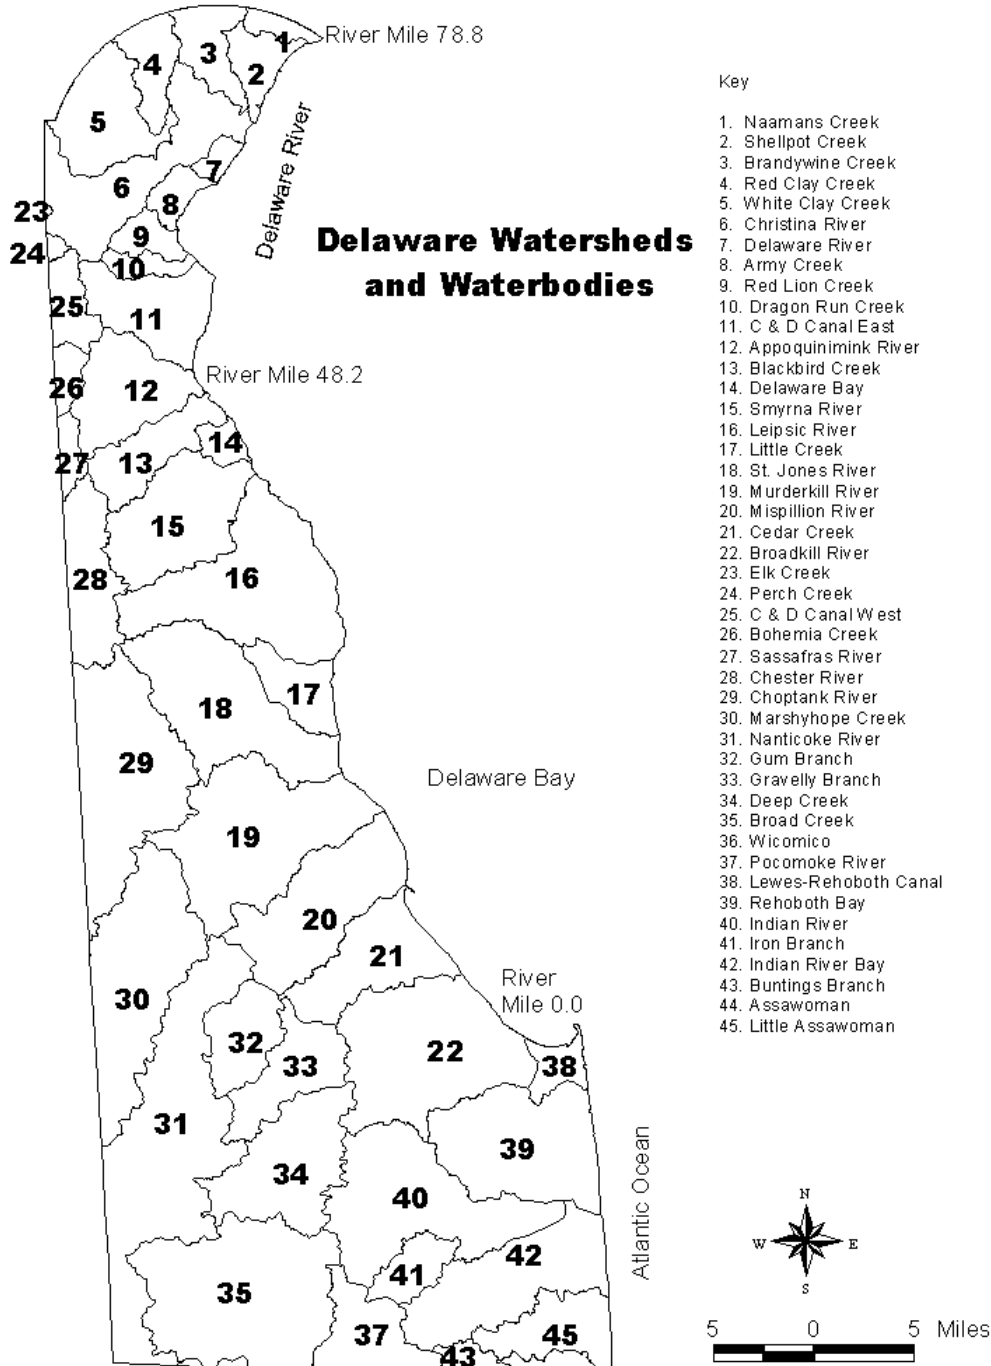 River Mile 78.8
1
3
4
2
5
Delaware River
7
6
8
23
9
24
10
Delaware Watersheds
and Waterbodies
25
11
River Mile 48.2
26
12
14
27
13
15
28
16
17
18
29
Delaware Bay
19
20
21
River
Mile 0.0
30
32
22
33
38
31
39
34
40
Atlantic Ocean
42
41
35
37
45
43
Key
1. Naamans Creek
2. Shellpot Creek
3. Brandywine Creek
4. Red Clay Creek
5. White Clay Creek
6. Christina River
7. Delaware River
8. Army Creek
9. Red Lion Creek
10. Dragon Run Creek
11. C & D Canal East
12. Appoquinimink River
13. Blackbird Creek
14. Delaware Bay
15. Smyrna River
16. Leipsic River
17. Little Creek
18. St. Jones River
19. Murderkill River
20. Mispillion River
21. Cedar Creek
22. Broadkill River
23. Elk Creek
24. Perch Creek
25. C & D Canal West
26. Bohemia Creek
27. Sassafras River
28. Chester River
29. Choptank River
30. Marshyhope Creek
31. Nanticoke River
32. Gum Branch
33. Gravelly Branch
34. Deep Creek
35. Broad Creek
36. Wicomico
37. Pocomoke River
38. Lewes-Rehoboth Canal
39. Rehoboth Bay
40. Indian River
41. Iron Branch
42. Indian River Bay
43. Buntings Branch
44. Assawoman
45. Little Assawoman
N
W E
S
5 0 5 Miles